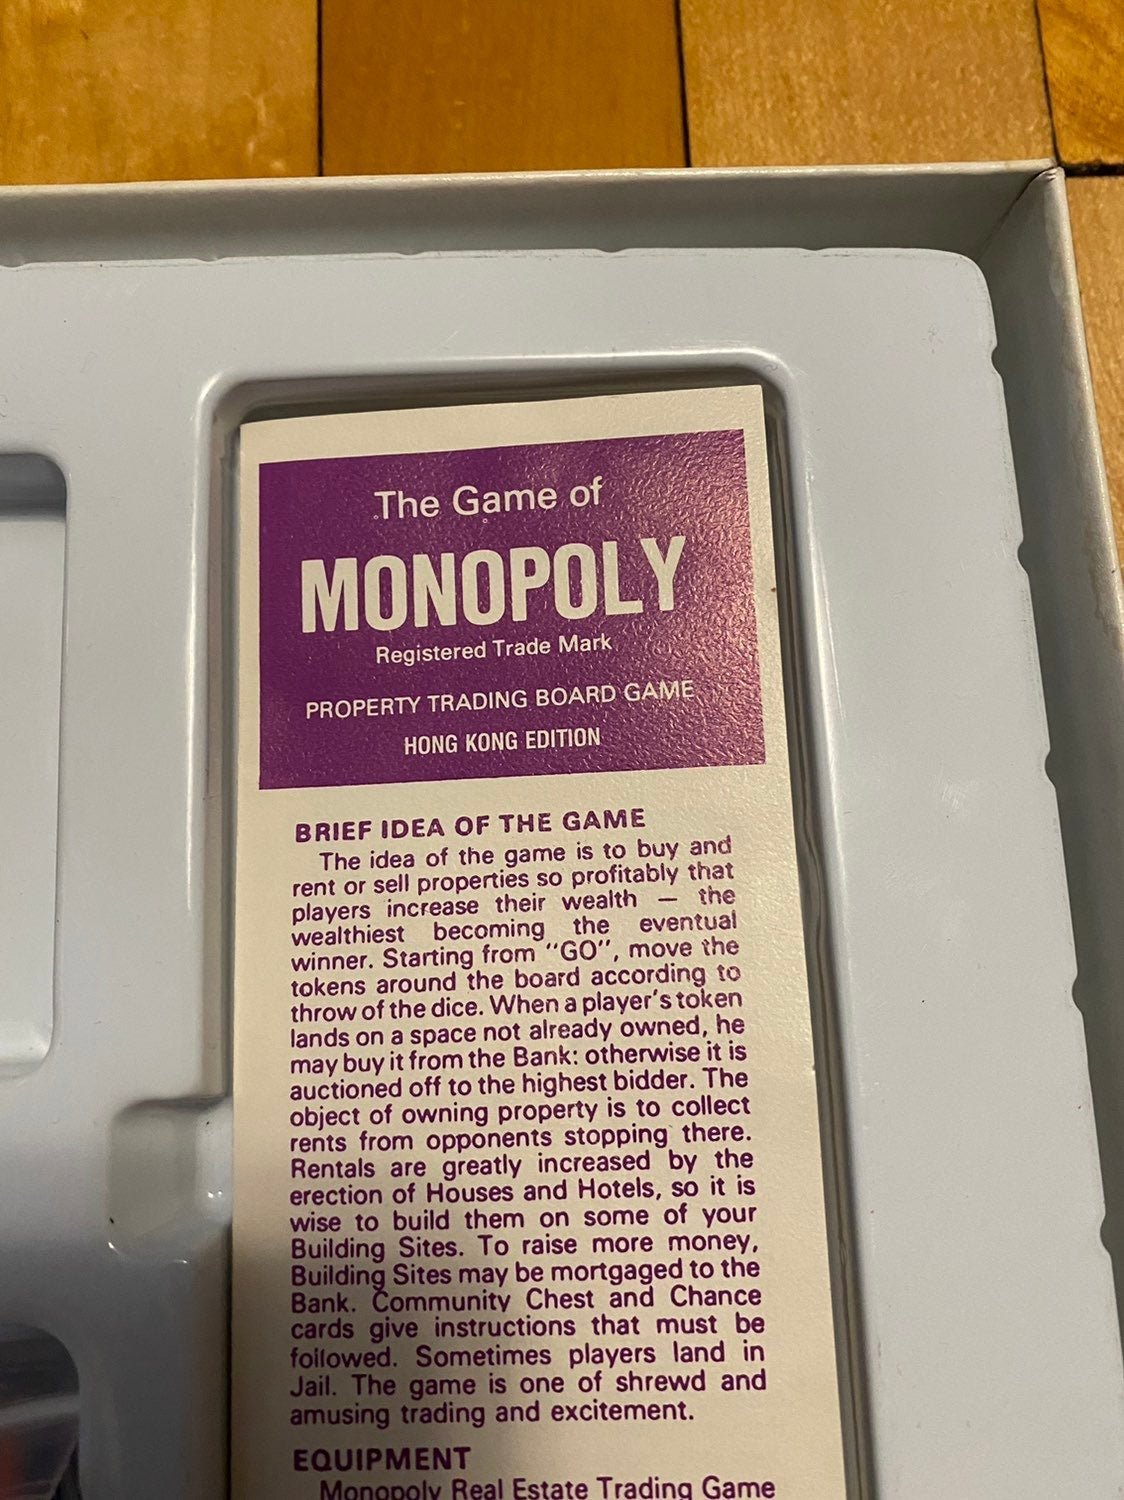 The Game of
MONOPOLY
Registered Trade Mark
PROPERTY TRADING BOARD GAME
HONG KONG EDITION
BRIEF IDEA OF THE GAME
The idea of the game is to buy and
rent or sell properties so profitably that
players increase their wealth — the
wealthiest becoming the eventual
winner. Starting from "GO", move the
tokens around the board according to
throw of the dice. When a player's token
lands on a space not already owned, he
may buy it from the Bank: otherwise it is
auctioned off to the highest bidder. The
object of owning property is to collect
rents from opponents stopping there.
Rentals are greatly increased by the
erection of Houses and Hotels, so it is
wise to build them on some of your
Building Sites. To raise more money,
Building Sites may be mortgaged to the
Bank. Community Chest and Chance
cards give instructions that must be
followed. Sometimes players land in
Jail. The game is one of shrewd and
amusing trading and excitement.
EQUIPMENT
Monopoly Real Estate Trading Game